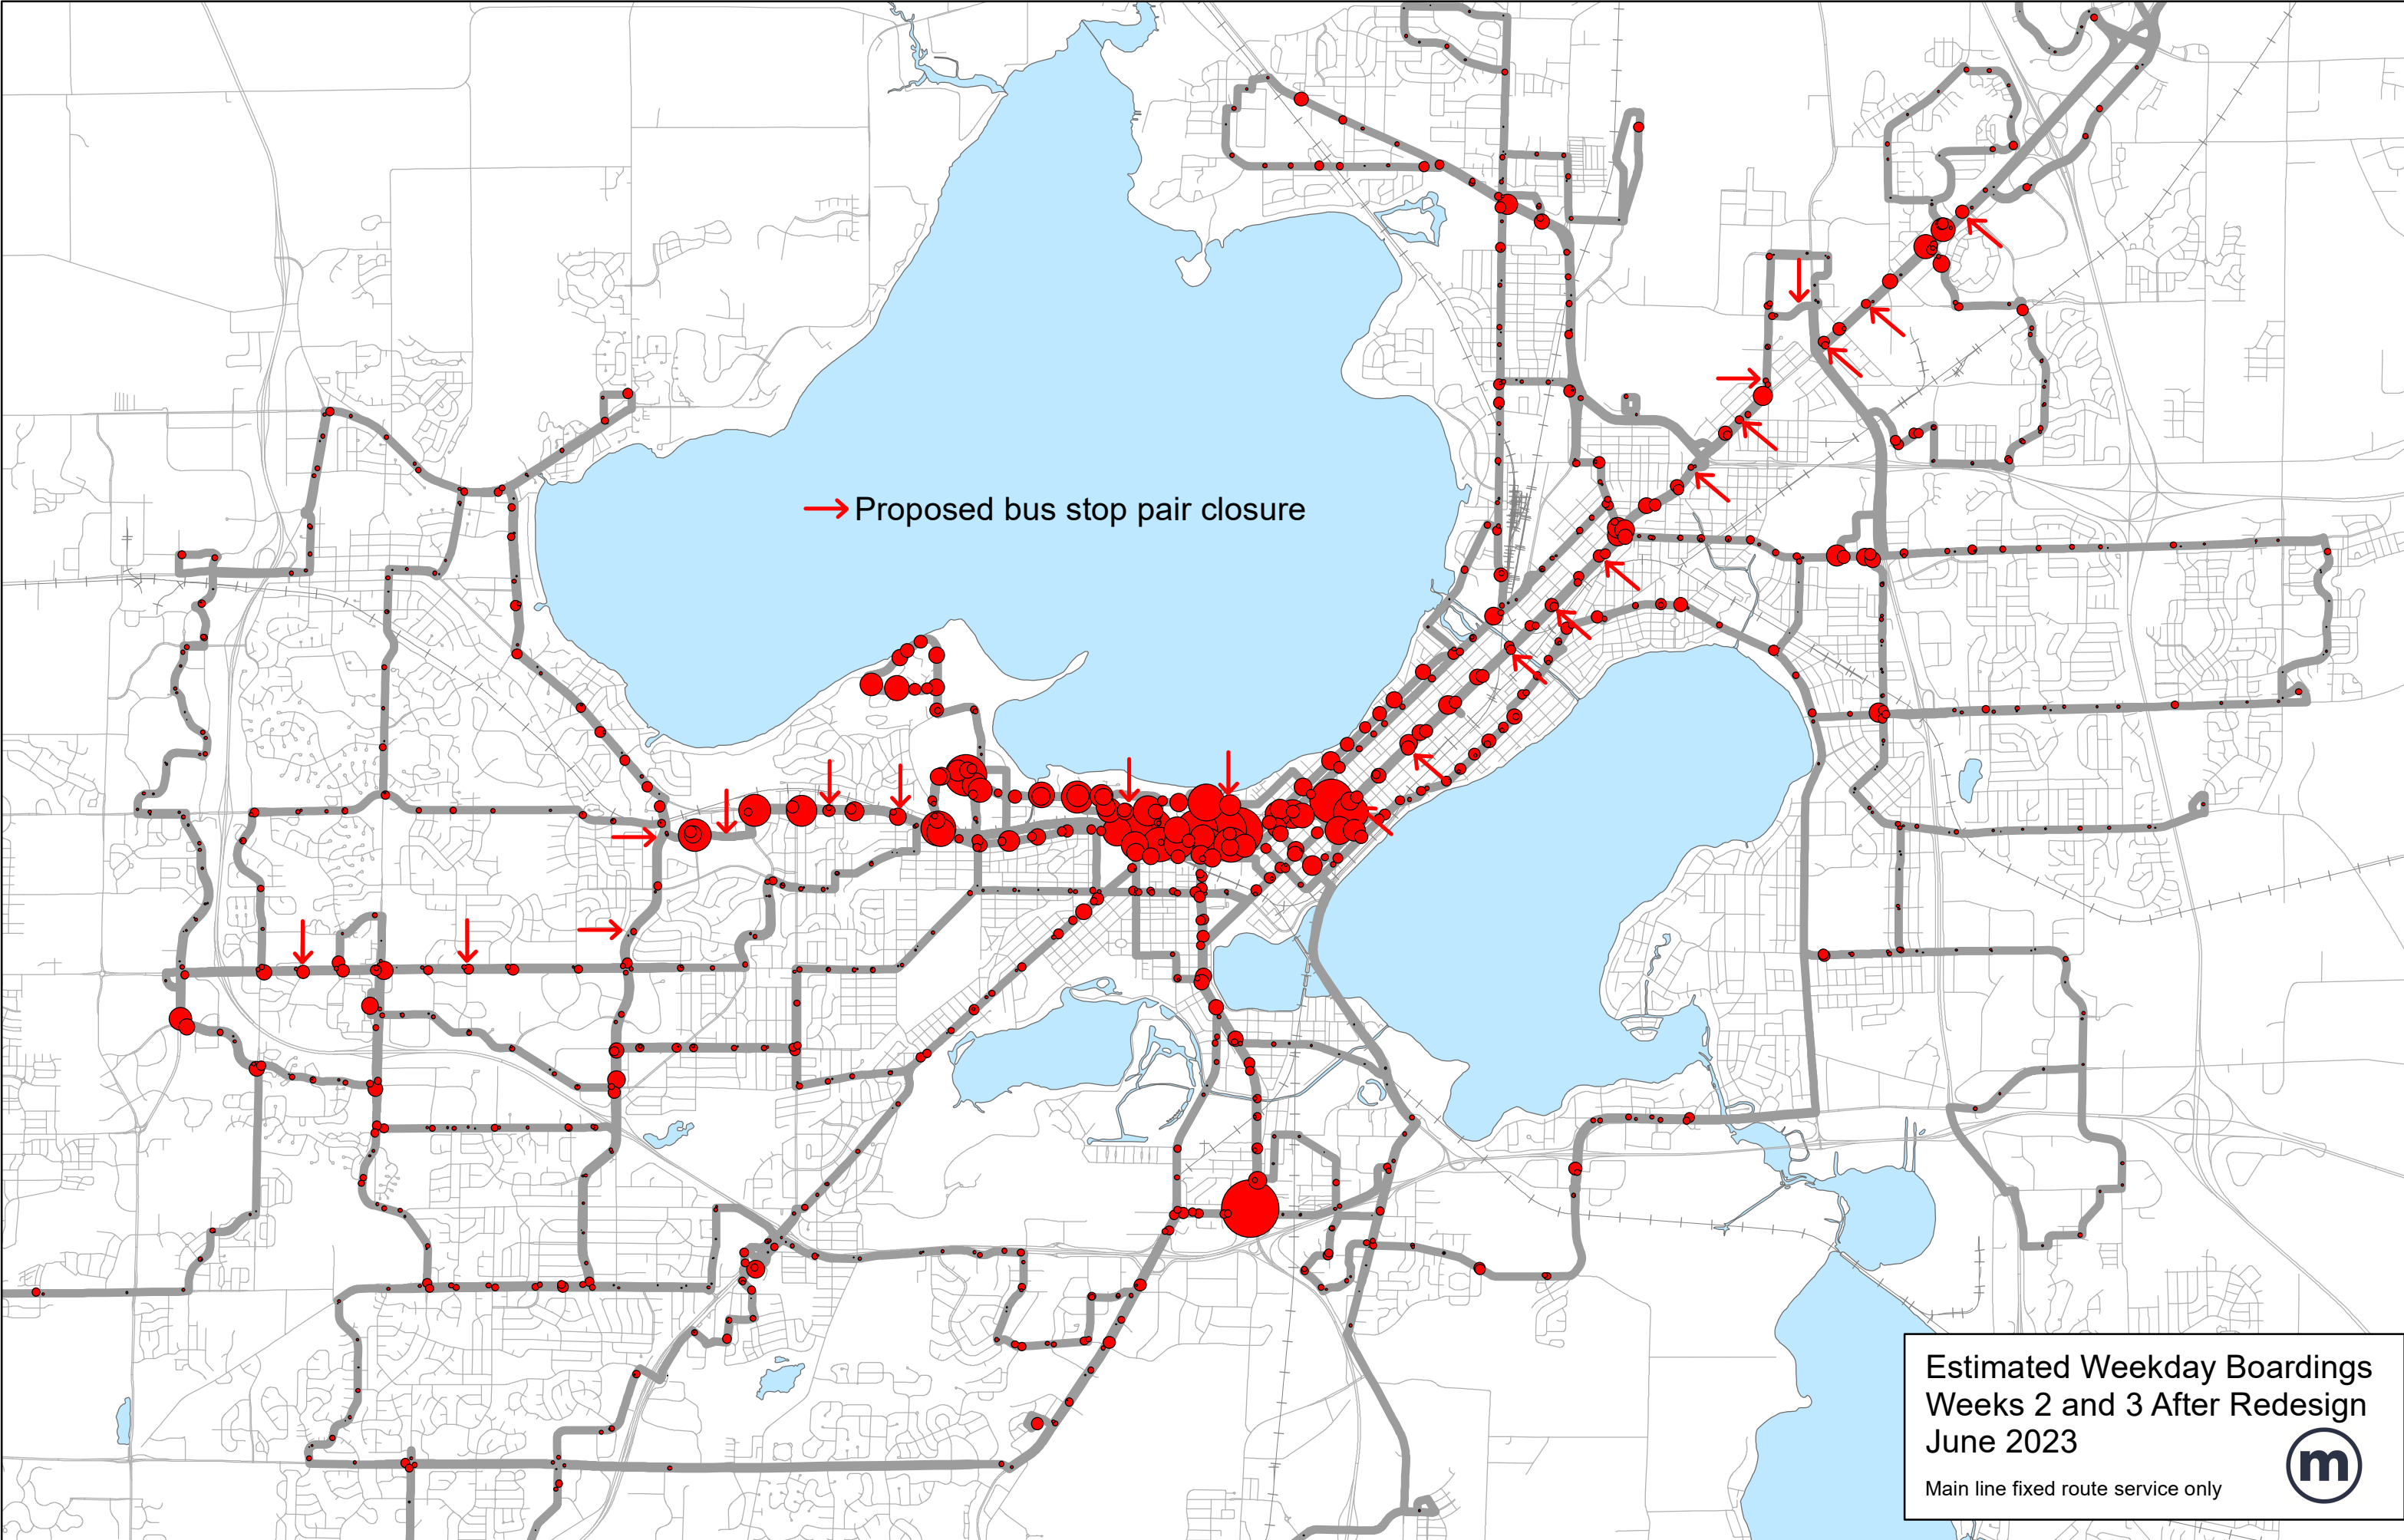 Proposed bus stop pair closure
Estimated Weekday Boardings
Weeks 2 and 3 After Redesign
June 2023
Main line fixed route service only
m